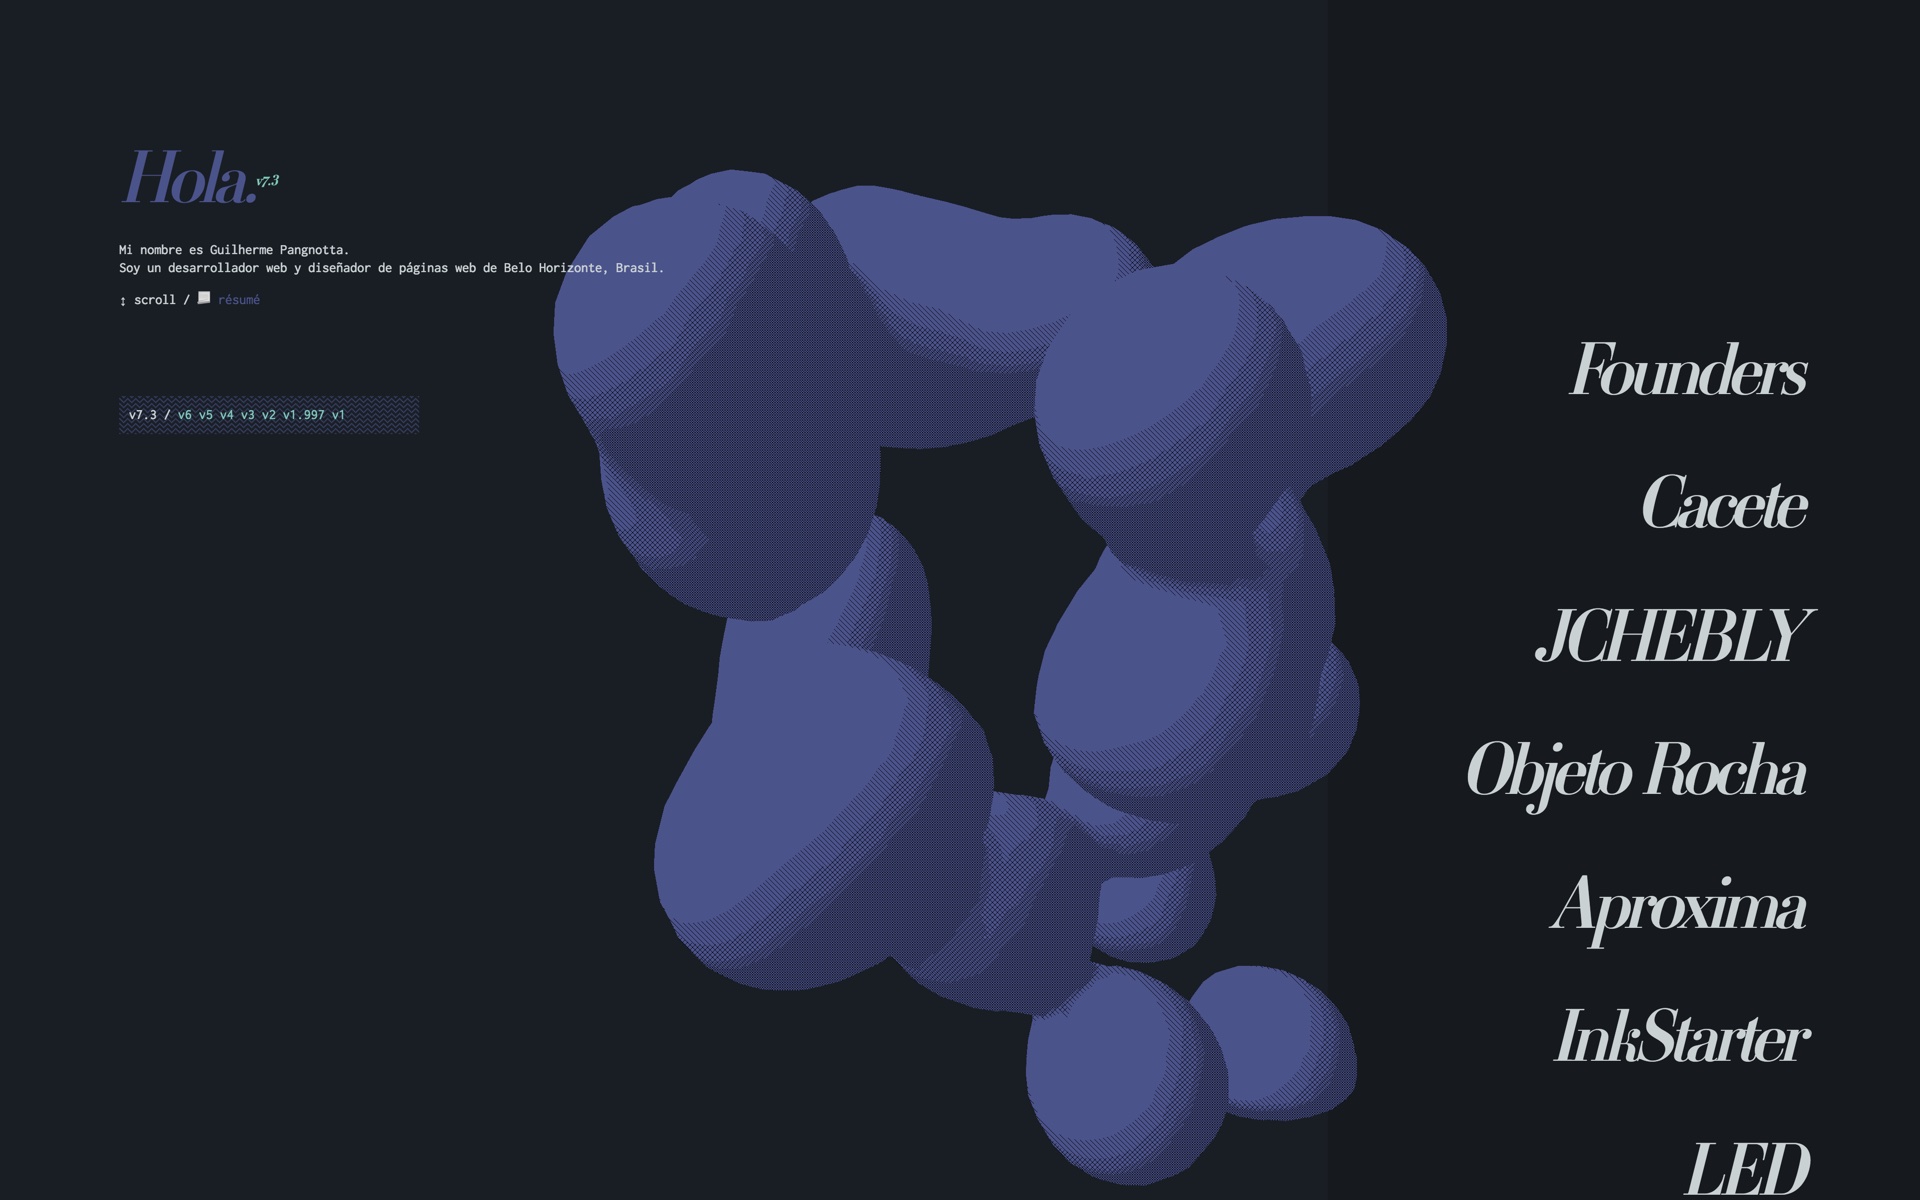 Hola.v7.3
Mi nombre es Guilherme Pangnotta.
Soy un desarrollador web y diseñador de páginas web de Belo Horizonte, Brasil.
↕ scroll / résumé
v7.3 / v6 v5 v4 v3 v2 v1.997 v1
Founders
Cacete
JCHEBLY
Objeto Rocha
Aproxima
InkStarter
LED